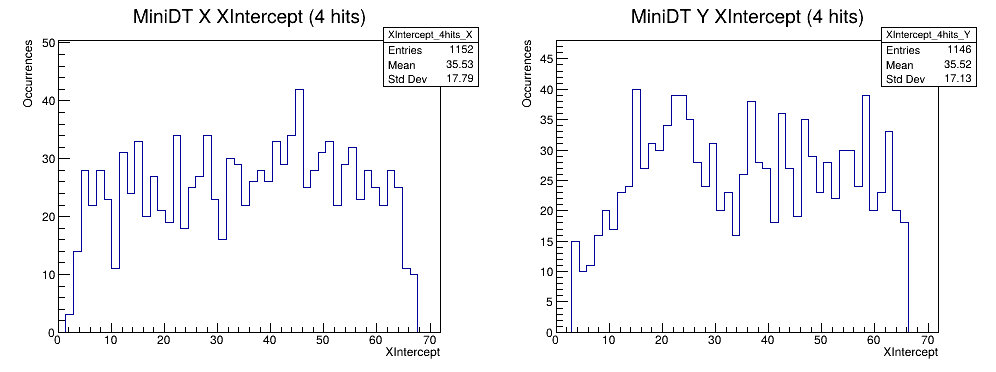 MiniDT X XIntercept (4 hits)
XIntercept_4hits_X
Entries 1152
Mean 35.53
Std Dev 17.79
Occurrences
50
40
30
20
10
0
0 10 20 30 40 50 60 70
XIntercept
MiniDT Y XIntercept (4 hits)
XIntercept_4hits_Y
Entries 1146
Mean 35.52
Std Dev 17.13
Occurrences
45
40
35
30
25
20
15
10
5
0
0 10 20 30 40 50 60 70
XIntercept